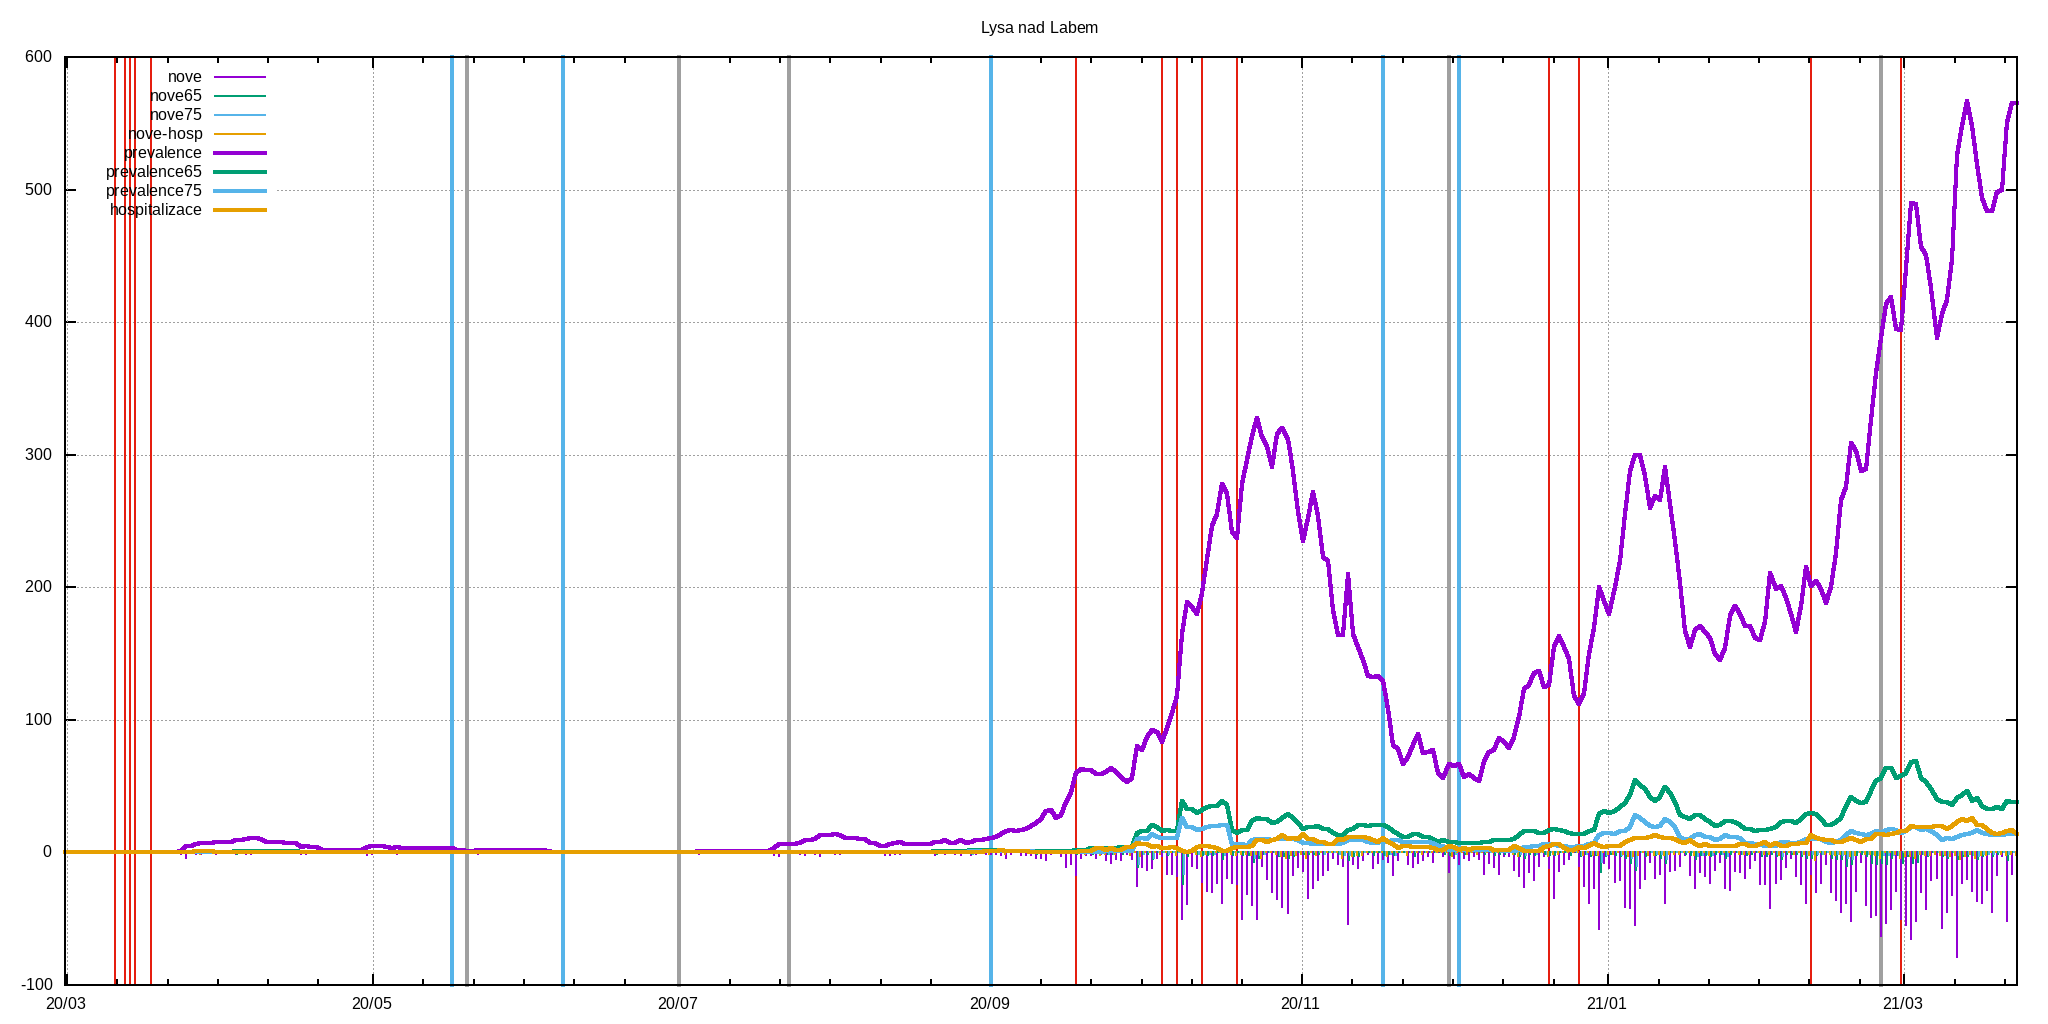 Lysa nad Labem
600
500
400
300
200
100
0
-100
nove
nove65
nove75
nove-hosp
prevalence
prevalence65
prevalence75
hospitalizace
20/03 20/05 20/07 20/09 20/11 21/01 21/03